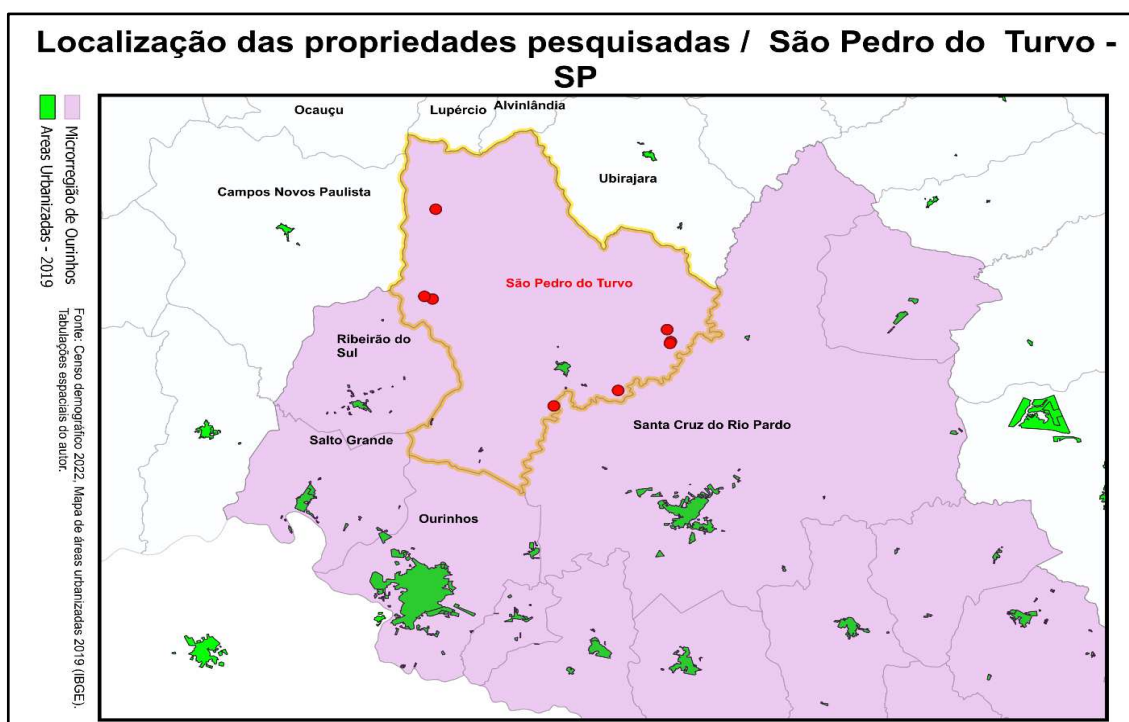 Localização das propriedades pesquisadas /  São Pedro do  Turvo -
SP
Ocauçu
Lupércio
Alvinlândia
Campos Novos Paulista
Ubirajara
São Pedro do Turvo
Ribeirão do
Sul
Salto Grande
Santa Cruz do Rio Pardo
Ourinhos
Microrregião de Ourinhos
Areas Urbanizadas - 2019
Fonte: Censo demográfico 2022, Mapa de áreas urbanizadas 2019 (IBGE).
Tabulações espaciais do autor.